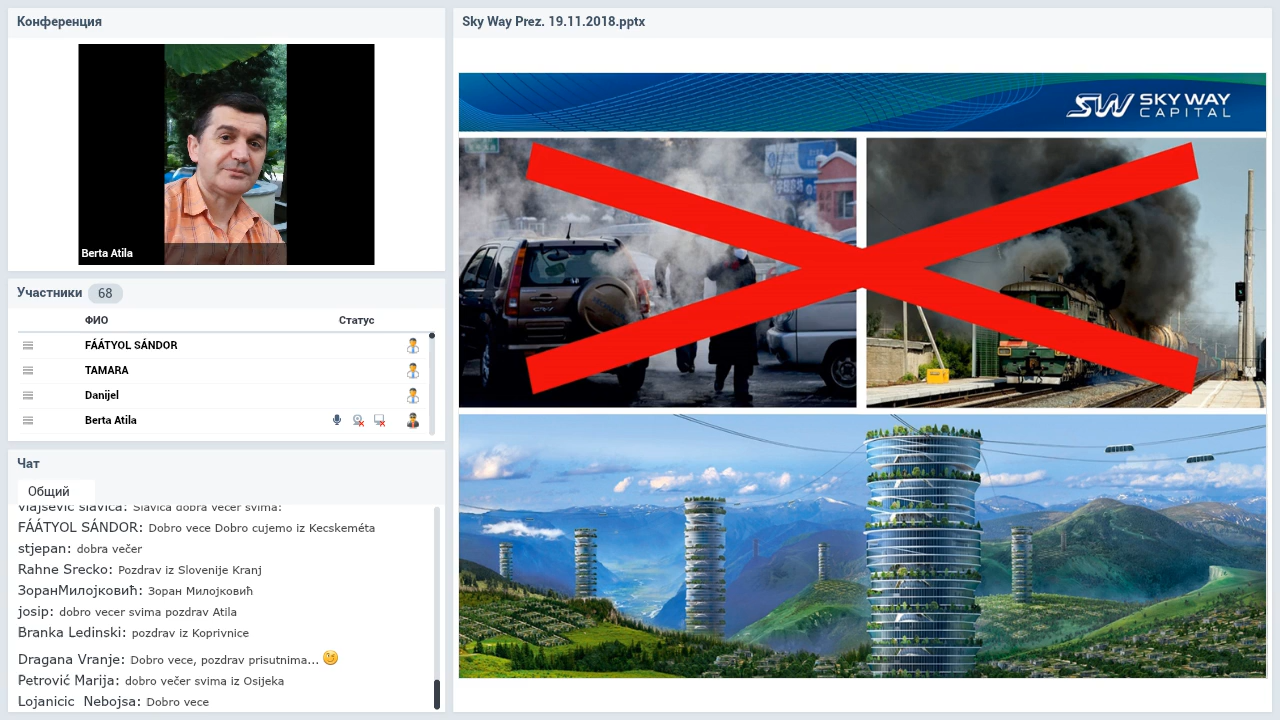 Конференция
Berta Atila
Участники 68
ФИО Статус
FÁÁTYOL SÁNDOR
TAMARA
Danijel
Berta Atila
Чат
Общий
vlajsevic slavica: Slavica dobra večer svima!
FÁÁTYOL SÁNDOR: Dobro vece Dobro cujemo iz Kecskeméta
stjepan: dobra večer
Rahne Srecko: Pozdrav iz Slovenije Kranj
ЗоранМилојковић: Зоран Милојковић
josip: dobro vecer svima pozdrav Atila
Branka Ledinski: pozdrav iz Koprivnice
Dragana Vranje: Dobro veče, pozdrav prisutnima...
Petrović Marija: dobro večer svima iz Osijeka
Lojanicic Nebojsa: Dobro vece
Sky Way Prez. 19.11.2018.pptx
SW SKY WAY
CAPITAL